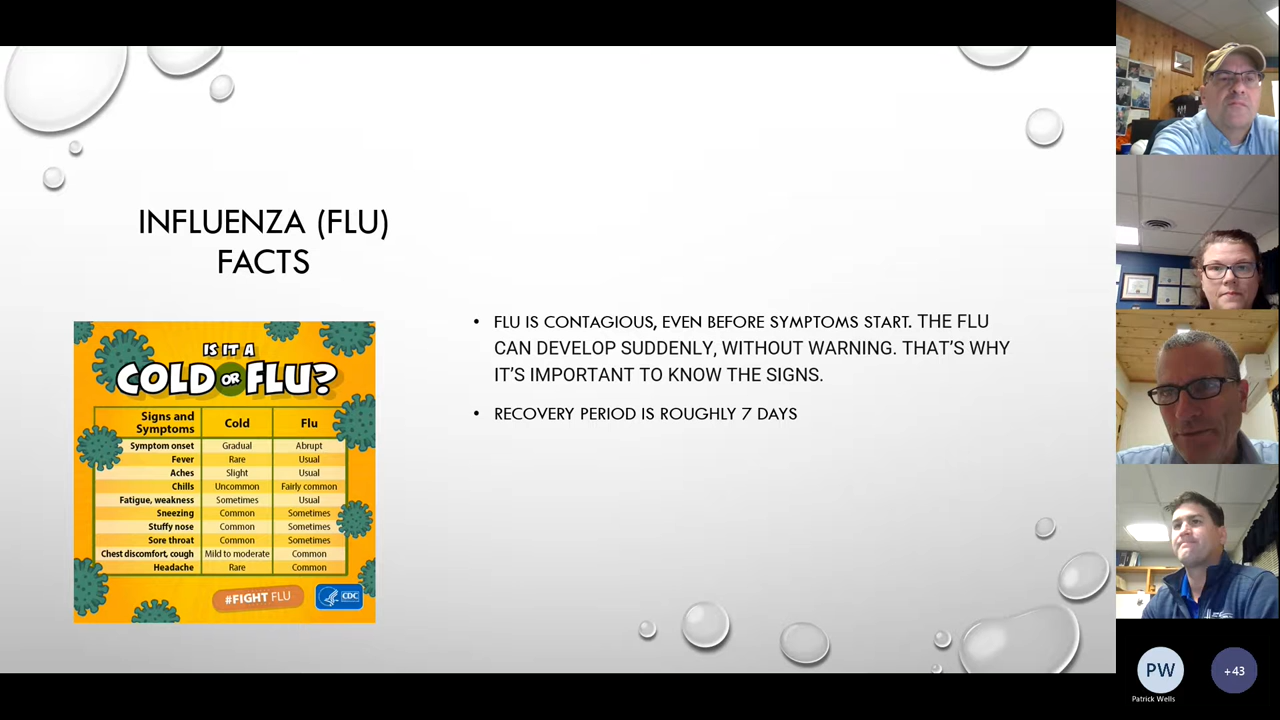 INFLUENZA (FLU)
FACTS
IS IT A
COLD OR FLU?
Signs and Symptoms Cold Flu
Symptom onset Gradual Abrupt
Fever Rare Usual
Aches Slight Usual
Chills Uncommon Fairly common
Fatigue, weakness Sometimes Usual
Sneezing Common Sometimes
Stuffy nose Common Sometimes
Sore throat Common Sometimes
Chest discomfort, cough Mild to moderate Common
Headache Rare Common
#FIGHT FLU
CDC
• FLU IS CONTAGIOUS, EVEN BEFORE SYMPTOMS START. THE FLU
CAN DEVELOP SUDDENLY, WITHOUT WARNING. THAT’S WHY
IT’S IMPORTANT TO KNOW THE SIGNS.
• RECOVERY PERIOD IS ROUGHLY 7 DAYS
PW
Patrick Wells
+43